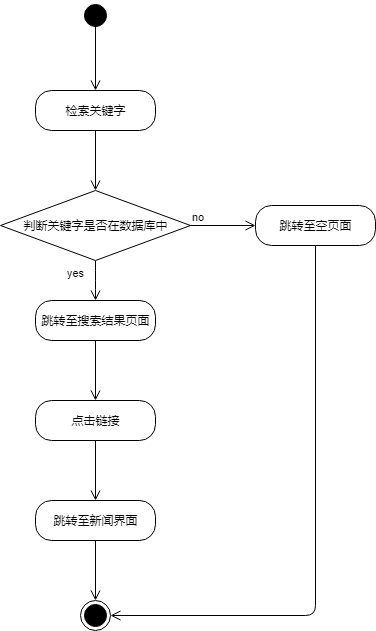 检索关键字
判断关键字是否在数据库中
no
跳转至空页面
yes
跳转至搜索结果页面
点击链接
跳转至新闻界面